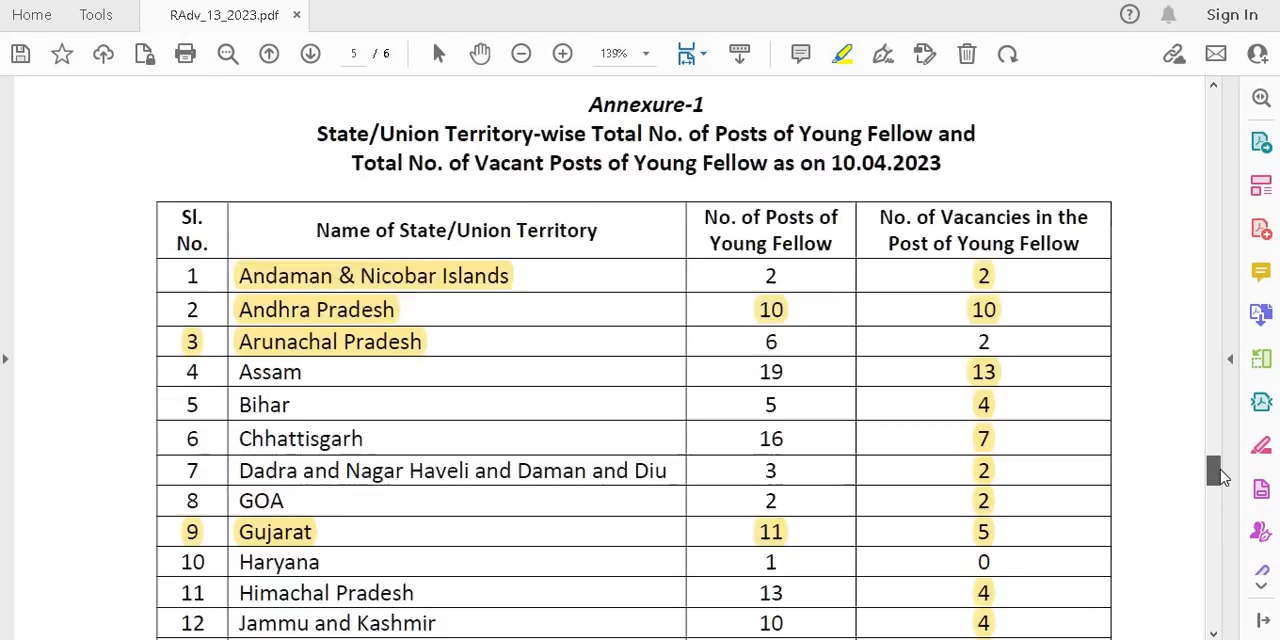 Home Tools RAdv_13_2023.pdf × Sign In
5 / 6 139%
Annexure-1
State/Union Territory-wise Total No. of Posts of Young Fellow and
Total No. of Vacant Posts of Young Fellow as on 10.04.2023
Sl. No. Name of State/Union Territory No. of Posts of Young Fellow No. of Vacancies in the Post of Young Fellow
1 Andaman & Nicobar Islands 2 2
2 Andhra Pradesh 10 10
3 Arunachal Pradesh 6 2
4 Assam 19 13
5 Bihar 5 4
6 Chhattisgarh 16 7
7 Dadra and Nagar Haveli and Daman and Diu 3 2
8 GOA 2 2
9 Gujarat 11 5
10 Haryana 1 0
11 Himachal Pradesh 13 4
12 Jammu and Kashmir 10 4